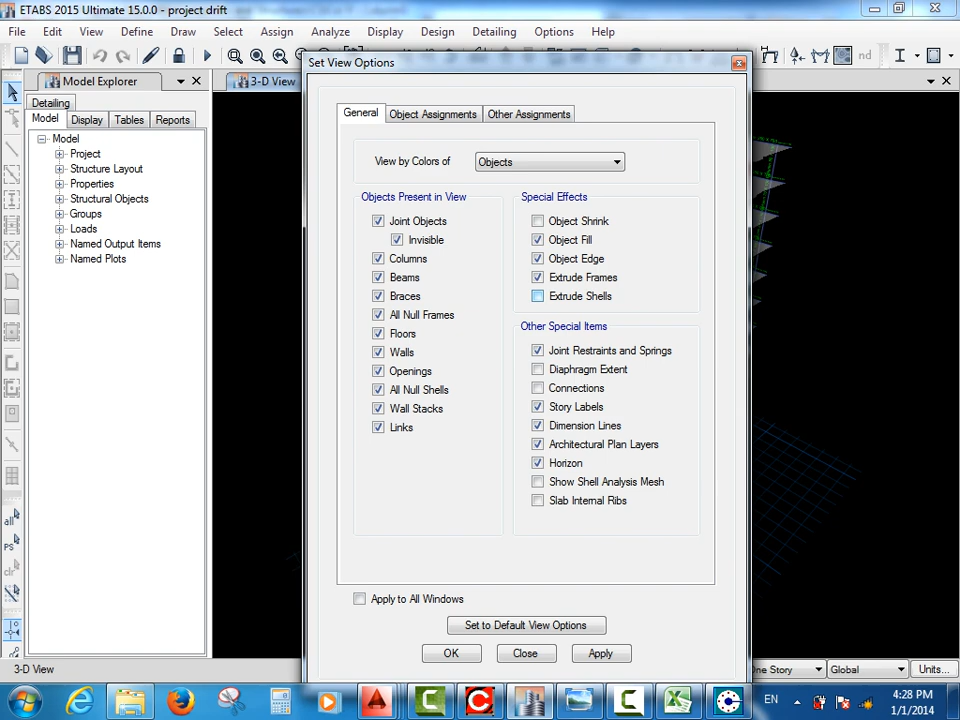 ETABS 2015 Ultimate 15.0.0 - project drift
File Edit View Define Draw Select Assign Analyze Display Design Detailing Options Help
Set View Options
nd
Model Explorer
3-D View
Detailing
Model Display Tables Reports
Model
Project
Structure Layout
Properties
Structural Objects
Groups
Loads
Named Output Items
Named Plots
General Object Assignments Other Assignments
View by Colors of Objects
Objects Present in View
Joint Objects
Invisible
Columns
Beams
Braces
All Null Frames
Floors
Walls
Openings
All Null Shells
Wall Stacks
Links
Special Effects
Object Shrink
Object Fill
Object Edge
Extrude Frames
Extrude Shells
Other Special Items
Joint Restraints and Springs
Diaphragm Extent
Connections
Story Labels
Dimension Lines
Architectural Plan Layers
Horizon
Show Shell Analysis Mesh
Slab Internal Ribs
Apply to All Windows
Set to Default View Options
OK Close Apply
all
PS
clr
3-D View
One Story Global Units...
EN
4:28 PM
1/1/2014